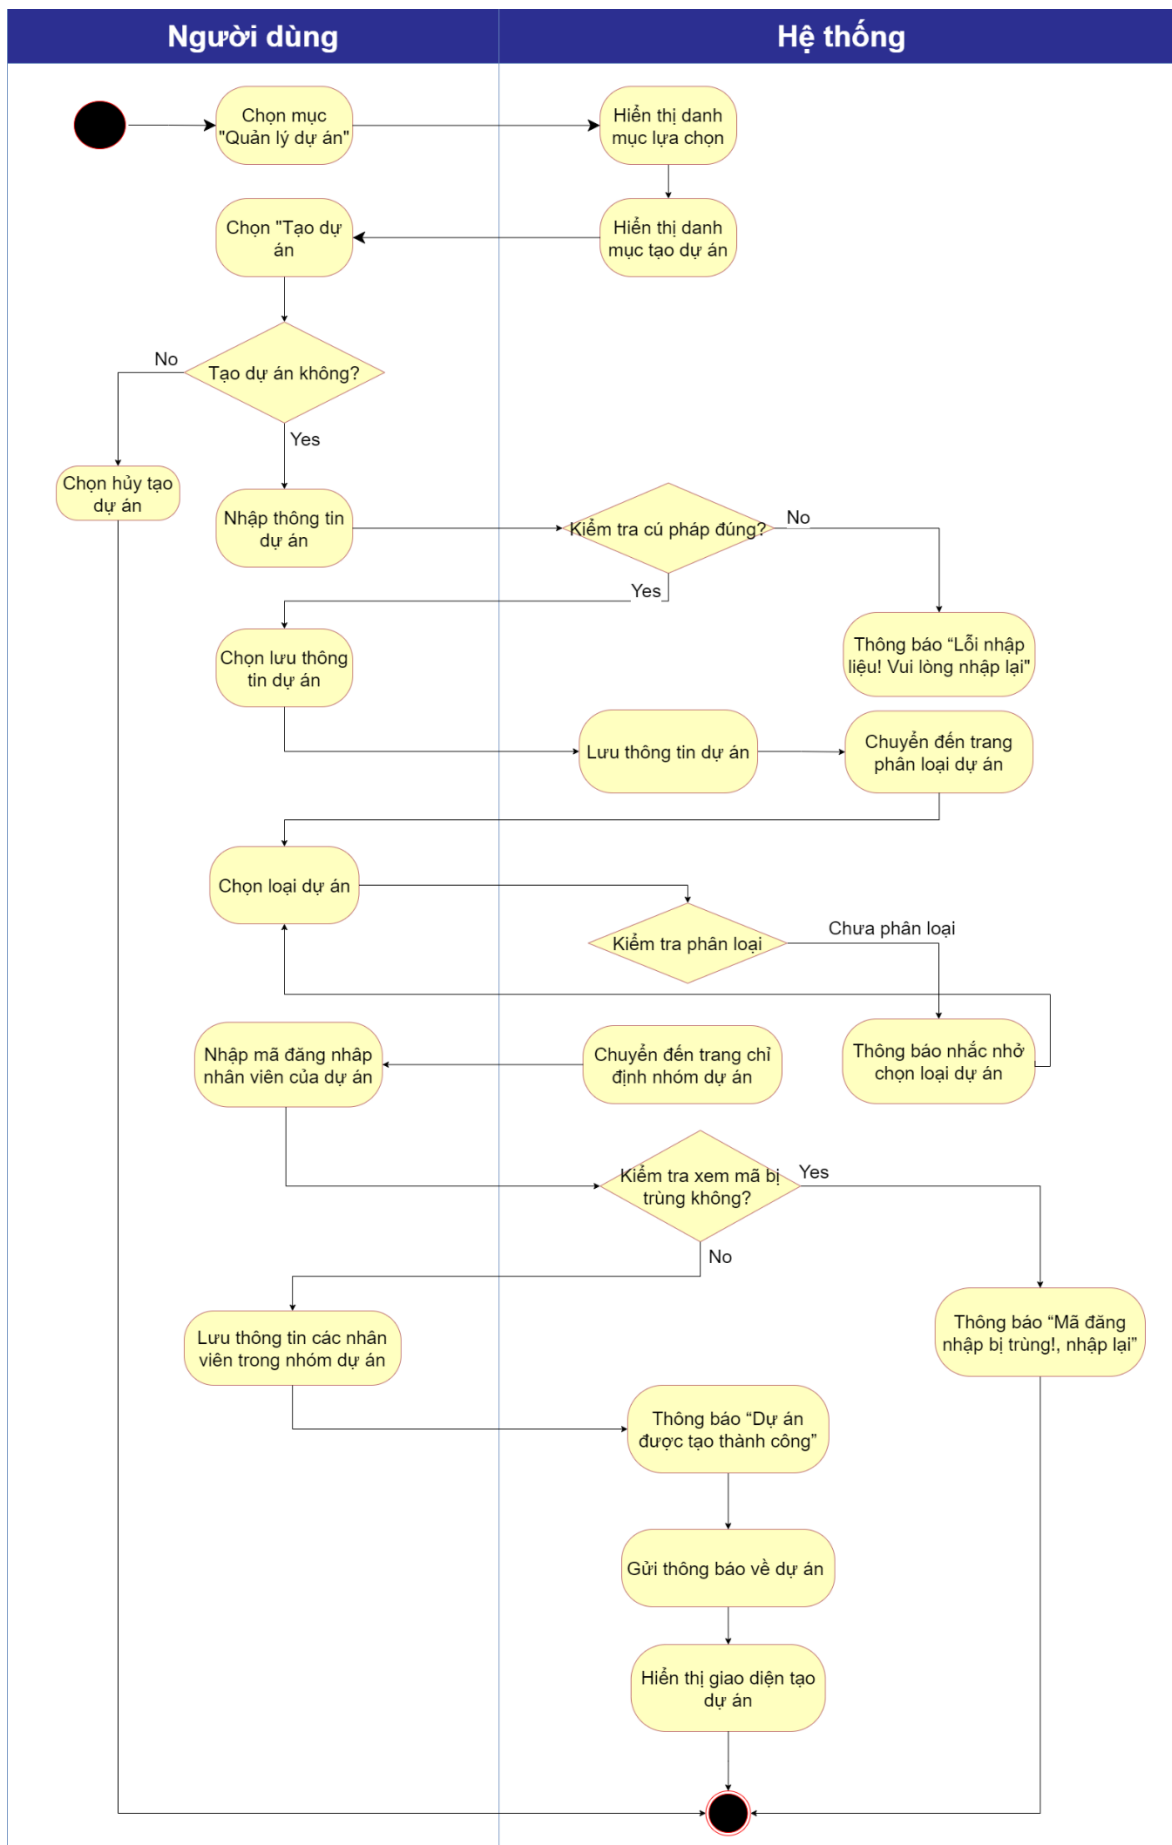 Người dùng
Hệ thống
Chọn mục
"Quản lý dự án"
Hiển thị danh
mục lựa chọn
Chọn "Tạo dự
án
Hiển thị danh
mục tạo dự án
Tạo dự án không?
No
Yes
Chọn hủy tạo
dự án
Nhập thông tin
dự án
Kiểm tra cú pháp đúng?
No
Yes
Chọn lưu thông
tin dự án
Thông báo “Lỗi nhập
liệu! Vui lòng nhập lại"
Lưu thông tin dự án
Chuyển đến trang
phân loại dự án
Chọn loại dự án
Kiểm tra phân loại
Chưa phân loại
Nhập mã đăng nhâp
nhân viên của dự án
Chuyển đến trang chỉ
định nhóm dự án
Thông báo nhắc nhở
chọn loại dự án
Kiểm tra xem mã bị
trùng không?
Yes
No
Lưu thông tin các nhân
viên trong nhóm dự án
Thông báo “Mã đăng
nhập bị trùng!, nhập lại”
Thông báo “Dự án
được tạo thành công”
Gửi thông báo về dự án
Hiển thị giao diện tạo
dự án